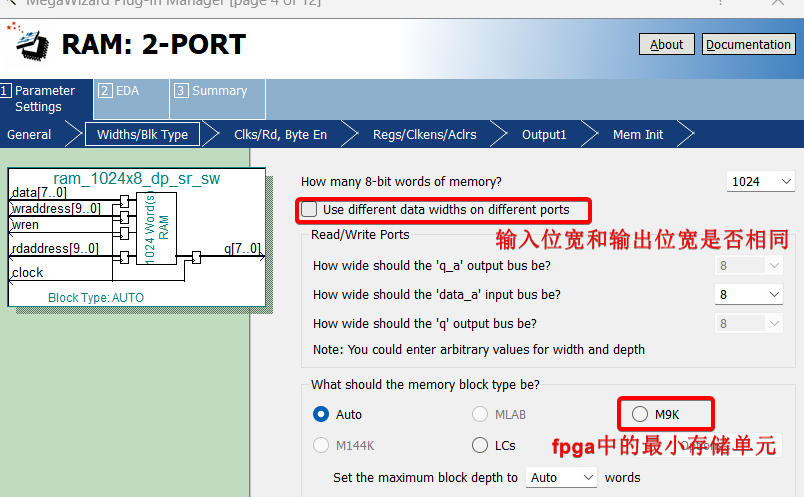 MegaWizard Plug-In Manager [page 4 of 12]
RAM: 2-PORT
About
Documentation
1 Parameter Settings
2 EDA
3 Summary
General
Widths/Blk Type
Clks/Rd, Byte En
Regs/Clkens/Aclrs
Output1
Mem Init
ram_1024x8_dp_sr_sw
data[7..0]
wraddress[9..0]
wren
rdaddress[9..0]
clock
1024 Word(s)
RAM
q[7..0]
Block Type: AUTO
How many 8-bit words of memory?
1024
Use different data widths on different ports
Read/Write Ports
输入位宽和输出位宽是否相同
How wide should the 'q_a' output bus be?
8
How wide should the 'data_a' input bus be?
8
How wide should the 'q' output bus be?
8
Note: You could enter arbitrary values for width and depth
What should the memory block type be?
Auto
MLAB
M9K
M144K
LCs
fpga中的最小存储单元
Set the maximum block depth to
Auto
words